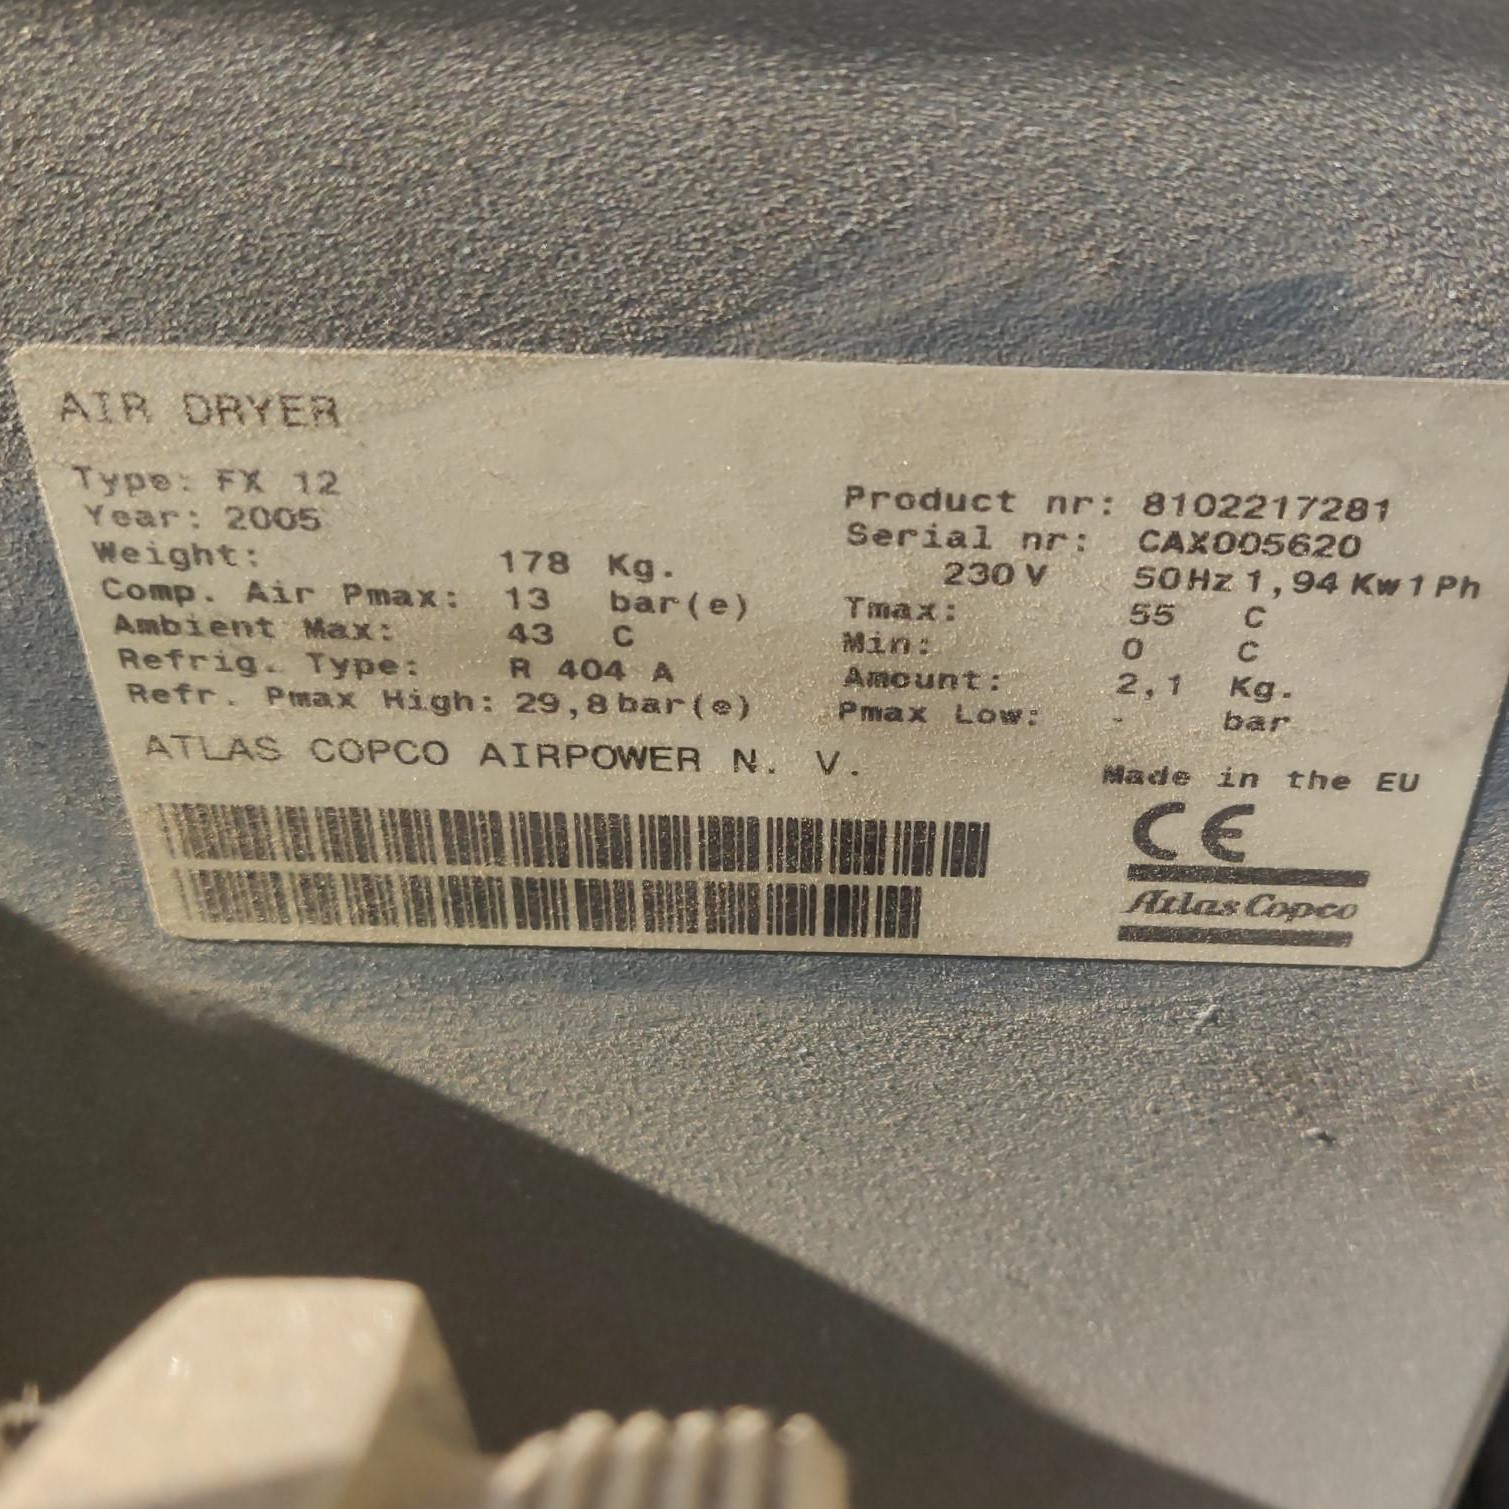 AIR DRYER
Type: FX 12
Year: 2005
Weight: 178 Kg.
Comp. Air Pmax: 13 bar(e)
Ambient Max: 43 C
Refrig. Type: R 404 A
Refr. Pmax High: 29,8 bar(e)
ATLAS COPCO AIRPOWER N. V.
Product nr: 8102217281
Serial nr: CAX005620
230 V 50Hz 1,94 Kw 1 Ph
Tmax: 55 C
Min: 0 C
Amount: 2,1 Kg.
Pmax Low: - bar
Made in the EU
CE
Atlas Copco